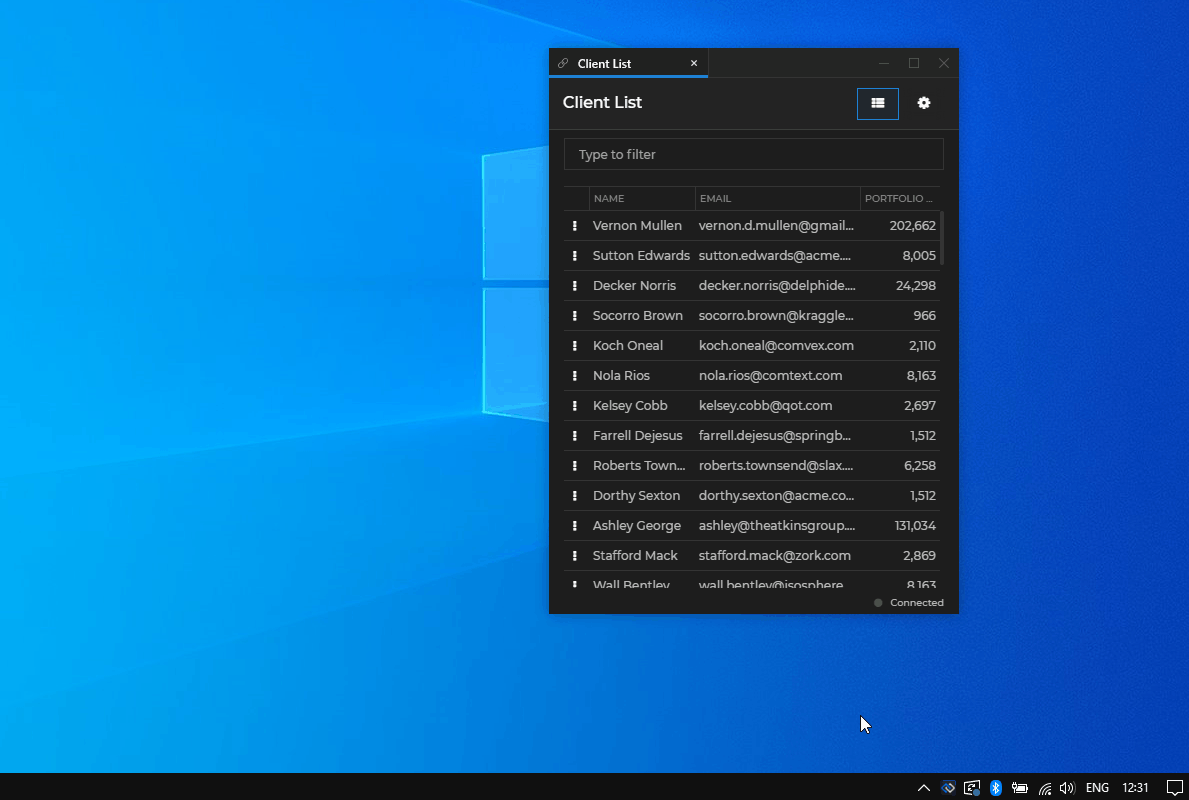 Client List
Client List
Type to filter
NAME EMAIL PORTFOLIO ...
Vernon Mullen vernon.d.mullen@gmail... 202,662
Sutton Edwards sutton.edwards@acme.... 8,005
Decker Norris decker.norris@delphide.... 24,298
Socorro Brown socorro.brown@kraggle... 966
Koch Oneal koch.oneal@comvex.com 2,110
Nola Rios nola.rios@comtext.com 8,163
Kelsey Cobb kelsey.cobb@qot.com 2,697
Farrell Dejesus farrell.dejesus@springb... 1,512
Roberts Town... roberts.townsend@slax.... 6,258
Dorthy Sexton dorthy.sexton@acme.co... 1,512
Ashley George ashley@theatkinsgroup.... 131,034
Stafford Mack stafford.mack@zork.com 2,869
Wall Bentley wall.bentley@isosphere... 8,163
Connected
ENG 12:31